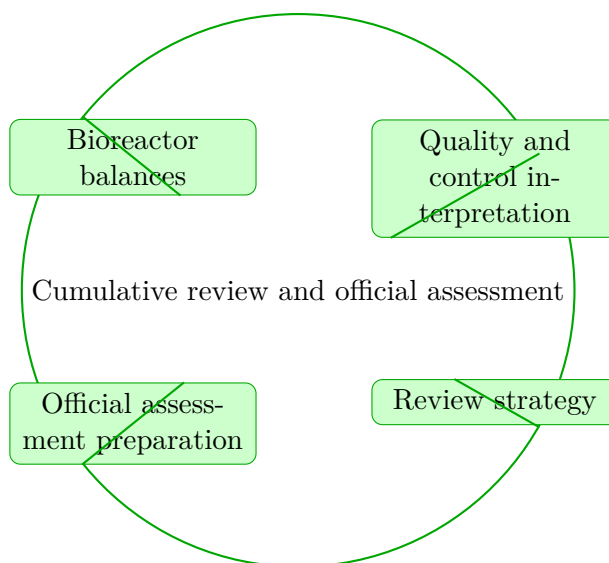 Bioreactor
balances
Quality and
control in-
terpretation
Cumulative review and official assessment
Official assess-
ment preparation
Review strategy